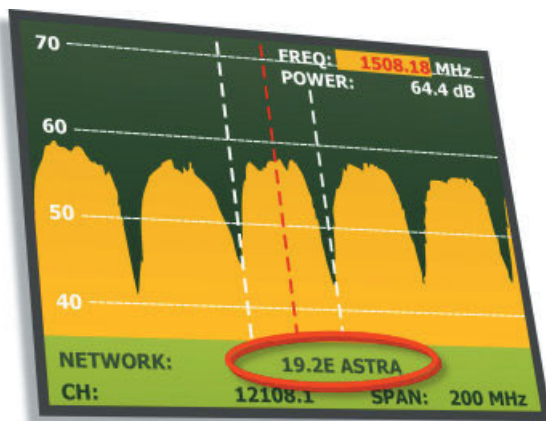 70
FREQ: 1508.18 MHz
POWER: 64.4 dB
60
50
40
NETWORK: 19.2E ASTRA
CH: 12108.1 SPAN: 200 MHz